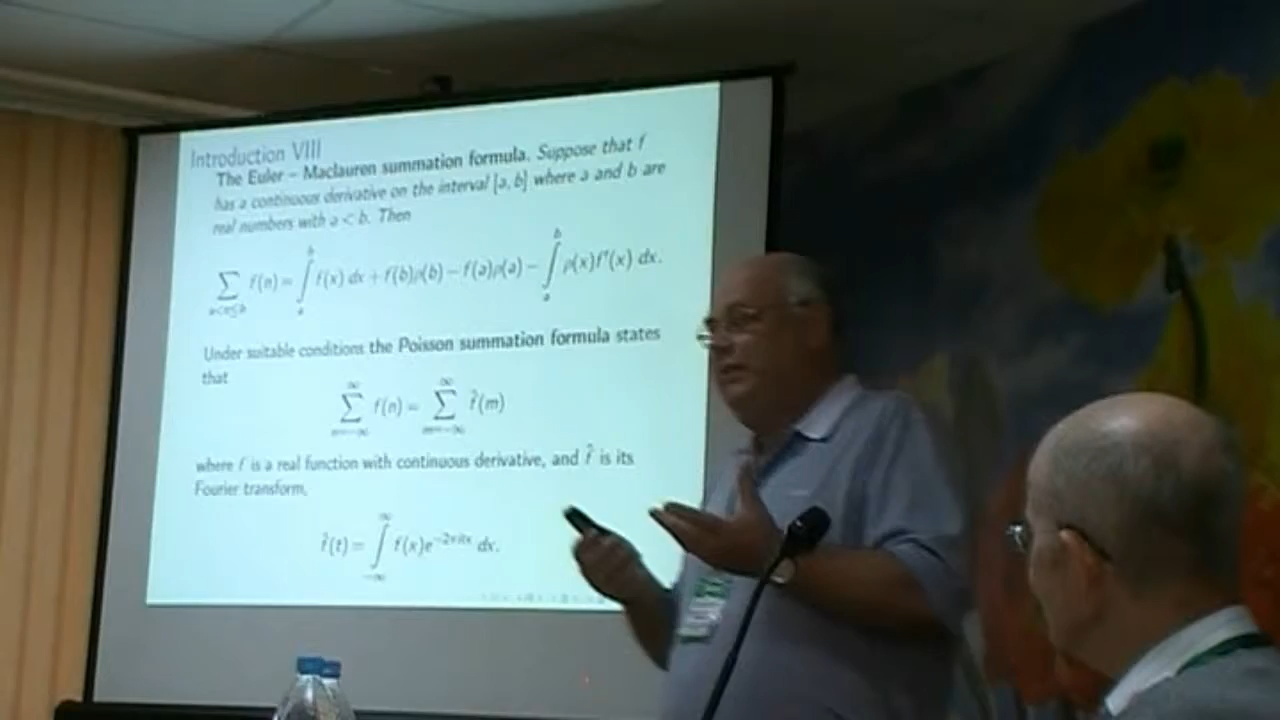 Introduction VIII
The Euler – Maclauren summation formula. Suppose that f
has a continuous derivative on the interval [a, b] where a and b are
real numbers with a < b. Then
∑_{a<n≤b} f(n) = ∫_a^b f(x) dx + f(b)ρ(b) − f(a)ρ(a) − ∫_a^b ρ(x)f′(x) dx.
Under suitable conditions the Poisson summation formula states
that
∑_{n=−∞}^{∞} f(n) = ∑_{m=−∞}^{∞} f̂(m)
where f is a real function with continuous derivative, and f̂ is its
Fourier transform,
f̂(t) = ∫_{−∞}^{∞} f(x)e^{−2πitx} dx.